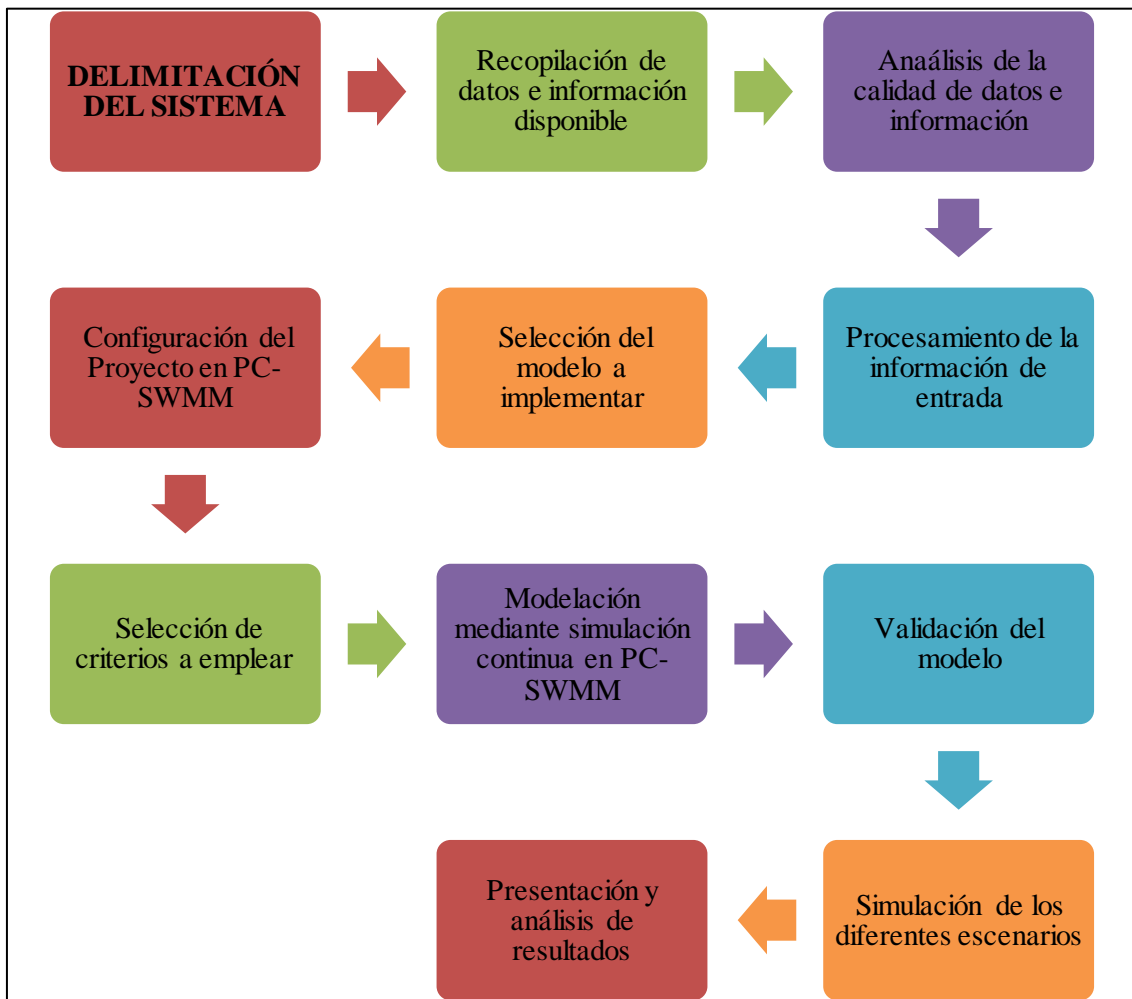 DELIMITACIÓN
DEL SISTEMA
Recopilación de
datos e información
disponible
Anaálisis de la
calidad de datos e
información
Procesamiento de la
información de
entrada
Selección del
modelo a
implementar
Configuración del
Proyecto en PC-
SWMM
Selección de
criterios a emplear
Modelación
mediante simulación
continua en PC-
SWMM
Validación del
modelo
Simulación de los
diferentes escenarios
Presentación y
análisis de
resultados